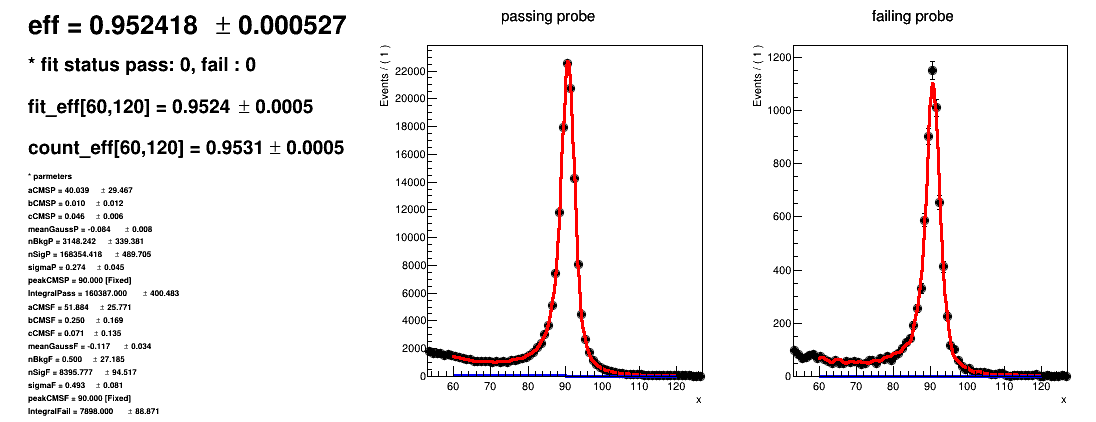 eff = 0.952418 ± 0.000527
* fit status pass: 0, fail : 0
fit_eff[60,120] = 0.9524 ± 0.0005
count_eff[60,120] = 0.9531 ± 0.0005
* parmeters
aCMSP = 40.039 ± 29.467
bCMSP = 0.010 ± 0.012
cCMSP = 0.046 ± 0.006
meanGaussP = -0.084 ± 0.008
nBkgP = 3148.242 ± 339.381
nSigP = 168354.418 ± 489.705
sigmaP = 0.274 ± 0.045
peakCMSP = 90.000 [Fixed]
IntegralPass = 160387.000 ± 400.483
aCMSF = 51.884 ± 25.771
bCMSF = 0.250 ± 0.169
cCMSF = 0.071 ± 0.135
meanGaussF = -0.117 ± 0.034
nBkgF = 0.500 ± 27.185
nSigF = 8395.777 ± 94.517
sigmaF = 0.493 ± 0.081
peakCMSF = 90.000 [Fixed]
IntegralFail = 7898.000 ± 88.871
passing probe
Events / ( 1 )
22000
20000
18000
16000
14000
12000
10000
8000
6000
4000
2000
0
60 70 80 90 100 110 120
x
failing probe
Events / ( 1 )
1200
1000
800
600
400
200
0
60 70 80 90 100 110 120
x